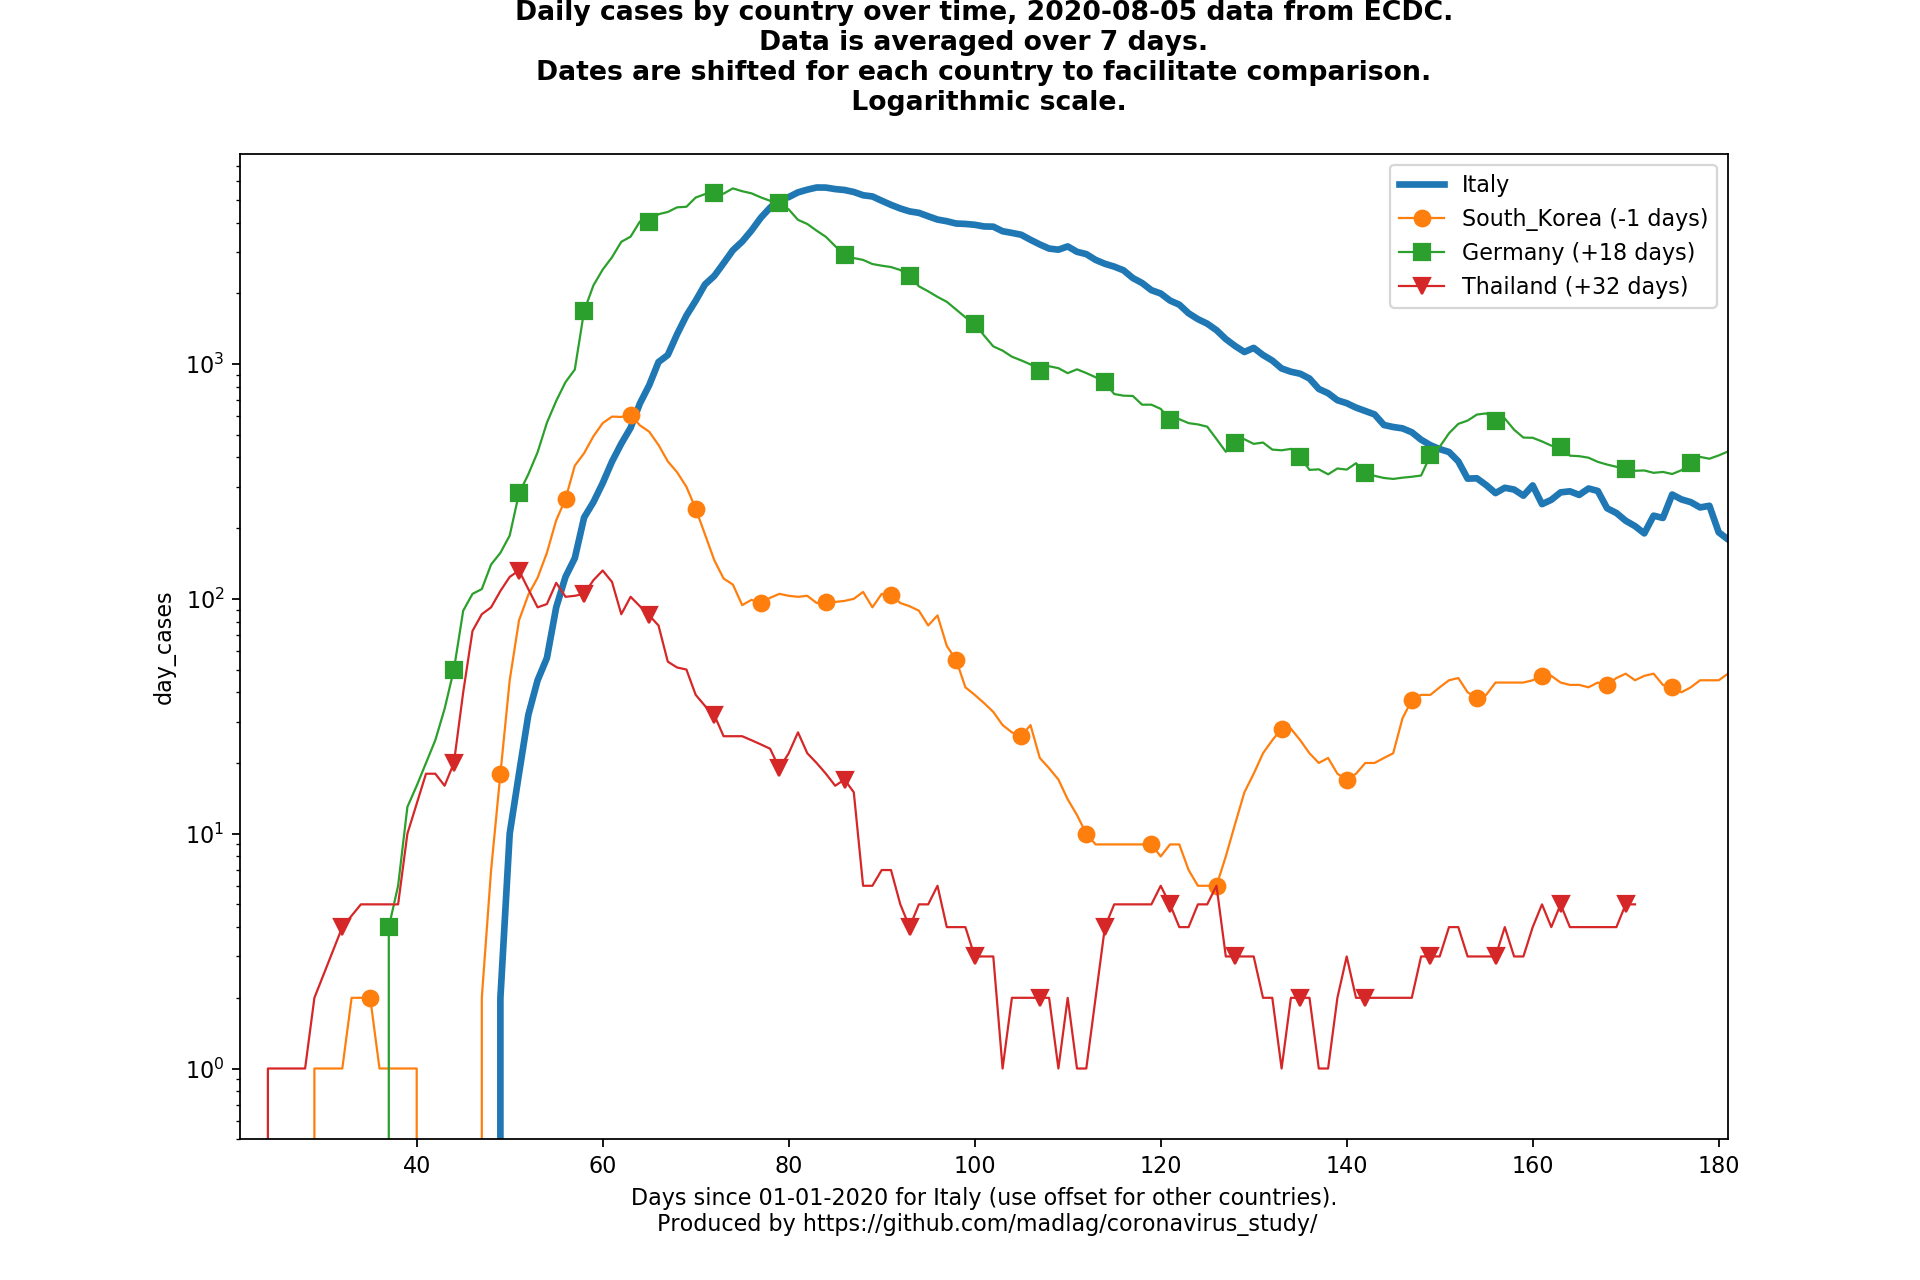 Daily cases by country over time, 2020-08-05 data from ECDC.
Data is averaged over 7 days.
Dates are shifted for each country to facilitate comparison.
Logarithmic scale.
Italy
South_Korea (-1 days)
Germany (+18 days)
Thailand (+32 days)
day_cases
10³
10²
10¹
10⁰
40 60 80 100 120 140 160 180
Days since 01-01-2020 for Italy (use offset for other countries).
Produced by https://github.com/madlag/coronavirus_study/